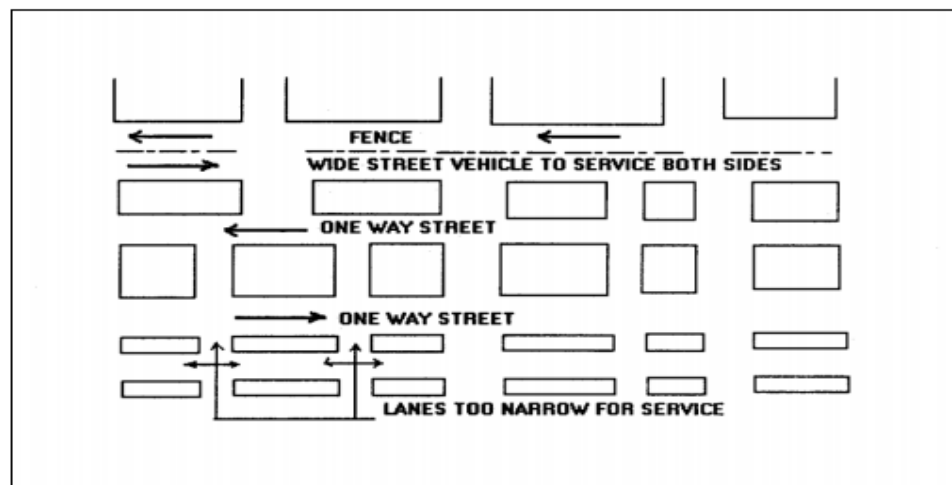 FENCE
WIDE STREET VEHICLE TO SERVICE BOTH SIDES
ONE WAY STREET
ONE WAY STREET
LANES TOO NARROW FOR SERVICE